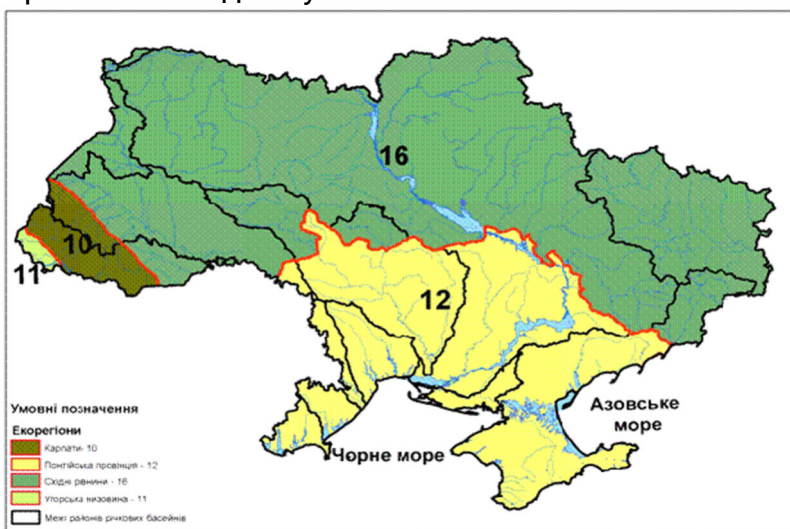 16
10
11
12
Азовське
море
Чорне море
Умовні позначення
Екорегіони
Карпати- 10
Понтійська провінція - 12
Східні рівнини - 16
Угорська низовина - 11
Межі районів річкових басейнів